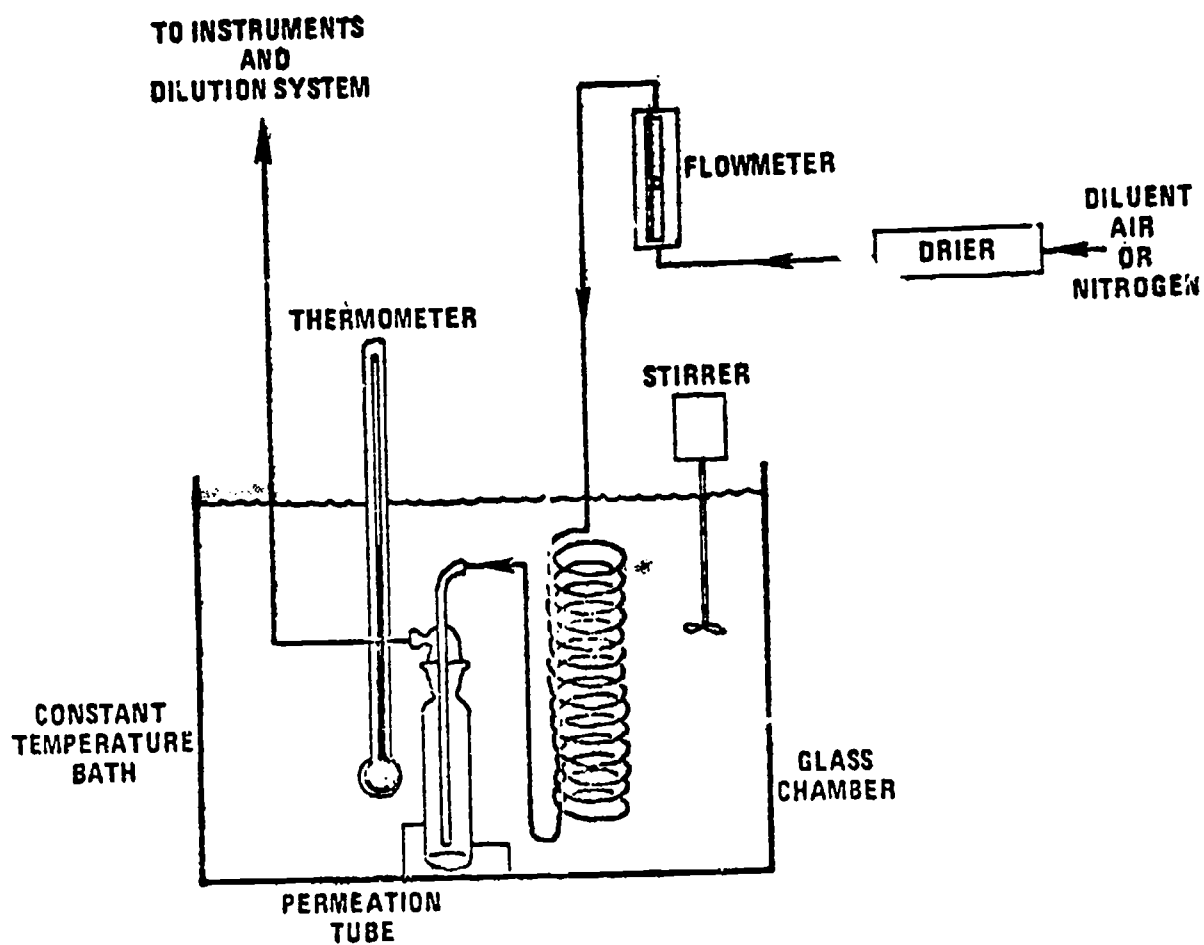 TO INSTRUMENTS
AND
DILUTION SYSTEM
FLOWMETER
DRIER
DILUENT
AIR
OR
NITROGEN
THERMOMETER
STIRRER
CONSTANT
TEMPERATURE
BATH
GLASS
CHAMBER
PERMEATION
TUBE